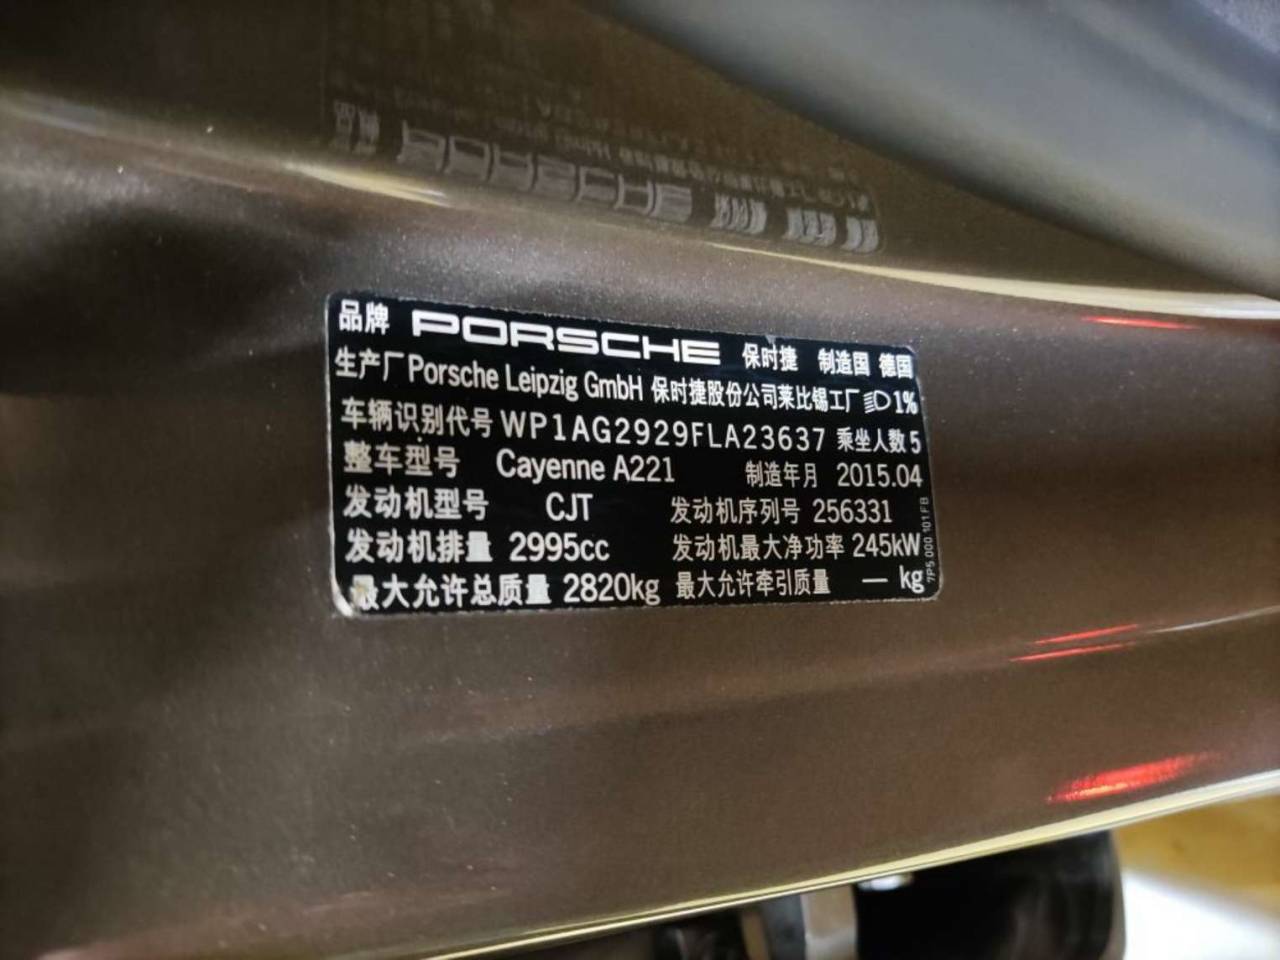 品牌 PORSCHE 保时捷 制造国 德国
生产厂 Porsche Leipzig GmbH 保时捷股份公司莱比锡工厂 1%
车辆识别代号 WP1AG2929FLA23637 乘坐人数 5
整车型号 Cayenne A221 制造年月 2015.04
发动机型号 CJT 发动机序列号 256331
发动机排量 2995cc 发动机最大净功率 245kW
最大允许总质量 2820kg 最大允许牵引质量 — kg
7P5.000.101.FB